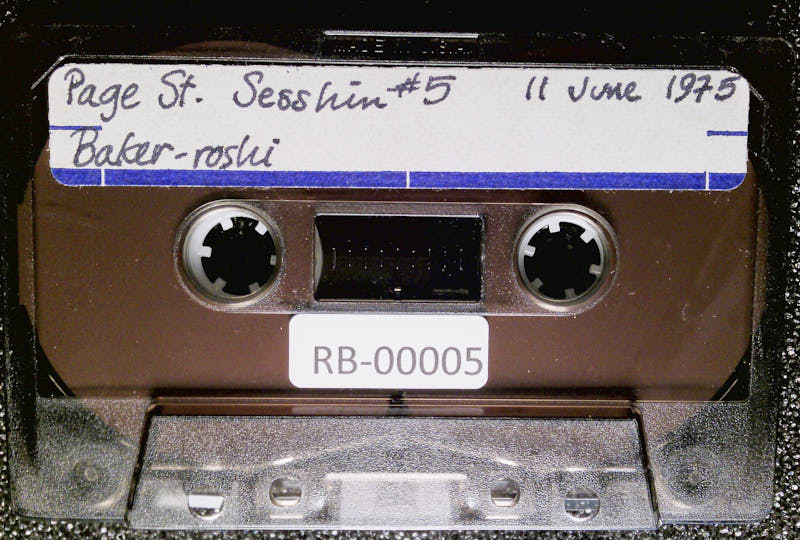 Page St. Sesshin #5 11 June 1975
Baker-roshi
RB-00005